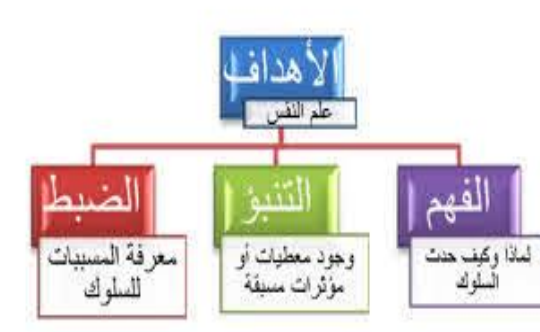 الأهداف
علم النفس
الفهم
لماذا وكيف حدث
السلوك
التنبؤ
وجود معطيات أو
مؤثرات مسبقة
الضبط
معرفة المسببات
للسلوك